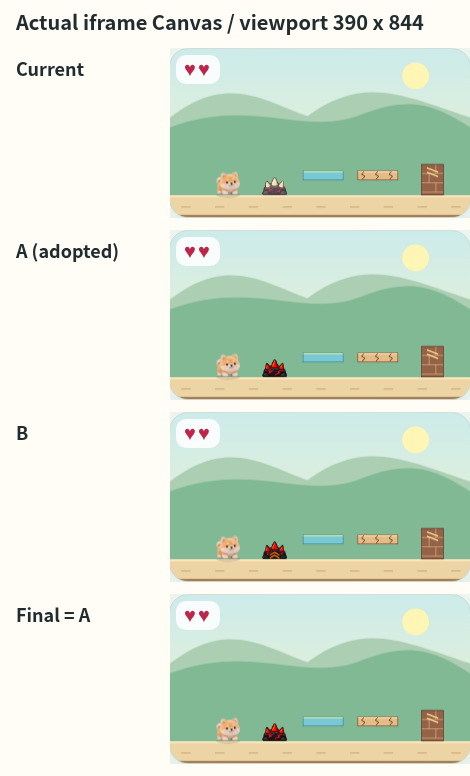 Actual iframe Canvas / viewport 390 x 844
Current
A (adopted)
B
Final = A